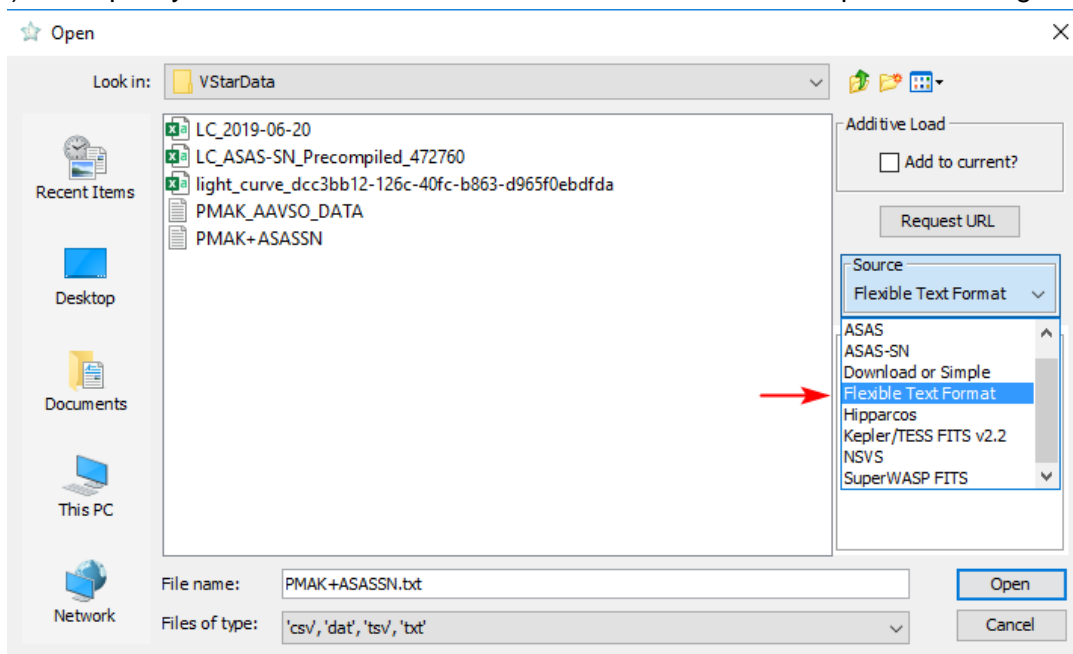 Open
Look in:
VStarData
LC_2019-06-20
LC_ASAS-SN_Precompiled_472760
light_curve_dcc3bb12-126c-40fc-b863-d965f0ebdfda
PMAK_AAVSO_DATA
PMAK+ASASSN
Recent Items
Desktop
Documents
This PC
Network
Additive Load
Add to current?
Request URL
Source
Flexible Text Format
ASAS
ASAS-SN
Download or Simple
Flexible Text Format
Hipparcos
Kepler/TESS FITS v2.2
NSVS
SuperWASP FITS
File name:
PMAK+ASASSN.txt
Open
Files of type:
'csv', 'dat', 'tsv', 'txt'
Cancel